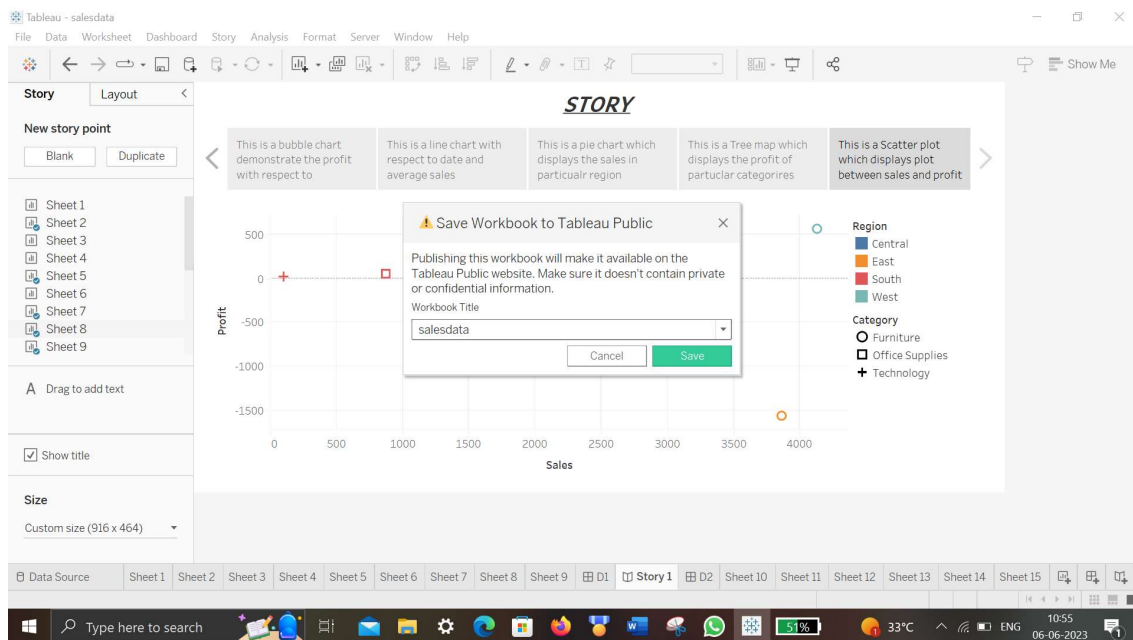 Tableau - salesdata
File Data Worksheet Dashboard Story Analysis Format Server Window Help
Show Me
Story Layout
New story point
Blank Duplicate
Sheet 1
Sheet 2
Sheet 3
Sheet 4
Sheet 5
Sheet 6
Sheet 7
Sheet 8
Sheet 9
A Drag to add text
Show title
Size
Custom size (916 x 464)
STORY
This is a bubble chart
demonstrate the profit
with respect to
This is a line chart with
respect to date and
average sales
This is a pie chart which
displays the sales in
particualr region
This is a Tree map which
displays the profit of
partuclar categorires
This is a Scatter plot
which displays plot
between sales and profit
Profit
500
0
-500
-1000
-1500
0 500 1000 1500 2000 2500 3000 3500 4000
Sales
Save Workbook to Tableau Public
Publishing this workbook will make it available on the
Tableau Public website. Make sure it doesn't contain private
or confidential information.
Workbook Title
salesdata
Cancel Save
Region
Central
East
South
West
Category
Furniture
Office Supplies
Technology
Data Source Sheet 1 Sheet 2 Sheet 3 Sheet 4 Sheet 5 Sheet 6 Sheet 7 Sheet 8 Sheet 9 D1 Story 1 D2 Sheet 10 Sheet 11 Sheet 12 Sheet 13 Sheet 14 Sheet 15
Type here to search
51%
33°C
ENG
10:55
06-06-2023
1